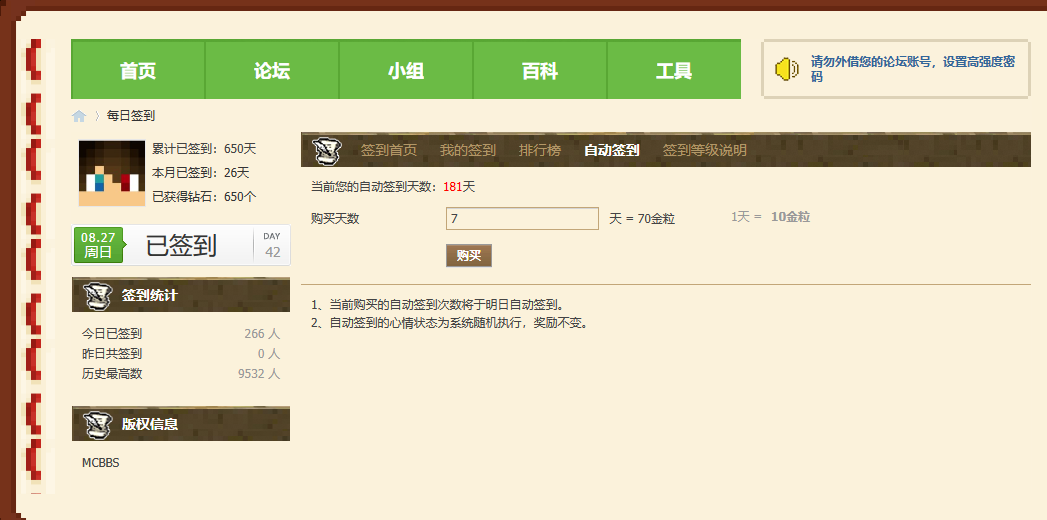 首页 论坛 小组 百科 工具
请勿外借您的论坛账号，设置高强度密
码
每日签到
累计已签到：650天
本月已签到：26天
已获得钻石：650个
08.27
周日
已签到
DAY
42
签到统计
今日已签到 266 人
昨日共签到 0 人
历史最高数 9532 人
版权信息
MCBBS
签到首页 我的签到 排行榜 自动签到 签到等级说明
当前您的自动签到天数：181天
购买天数 7 天 = 70金粒 1天 = 10金粒
购买
1、当前购买的自动签到次数将于明日自动签到。
2、自动签到的心情状态为系统随机执行，奖励不变。